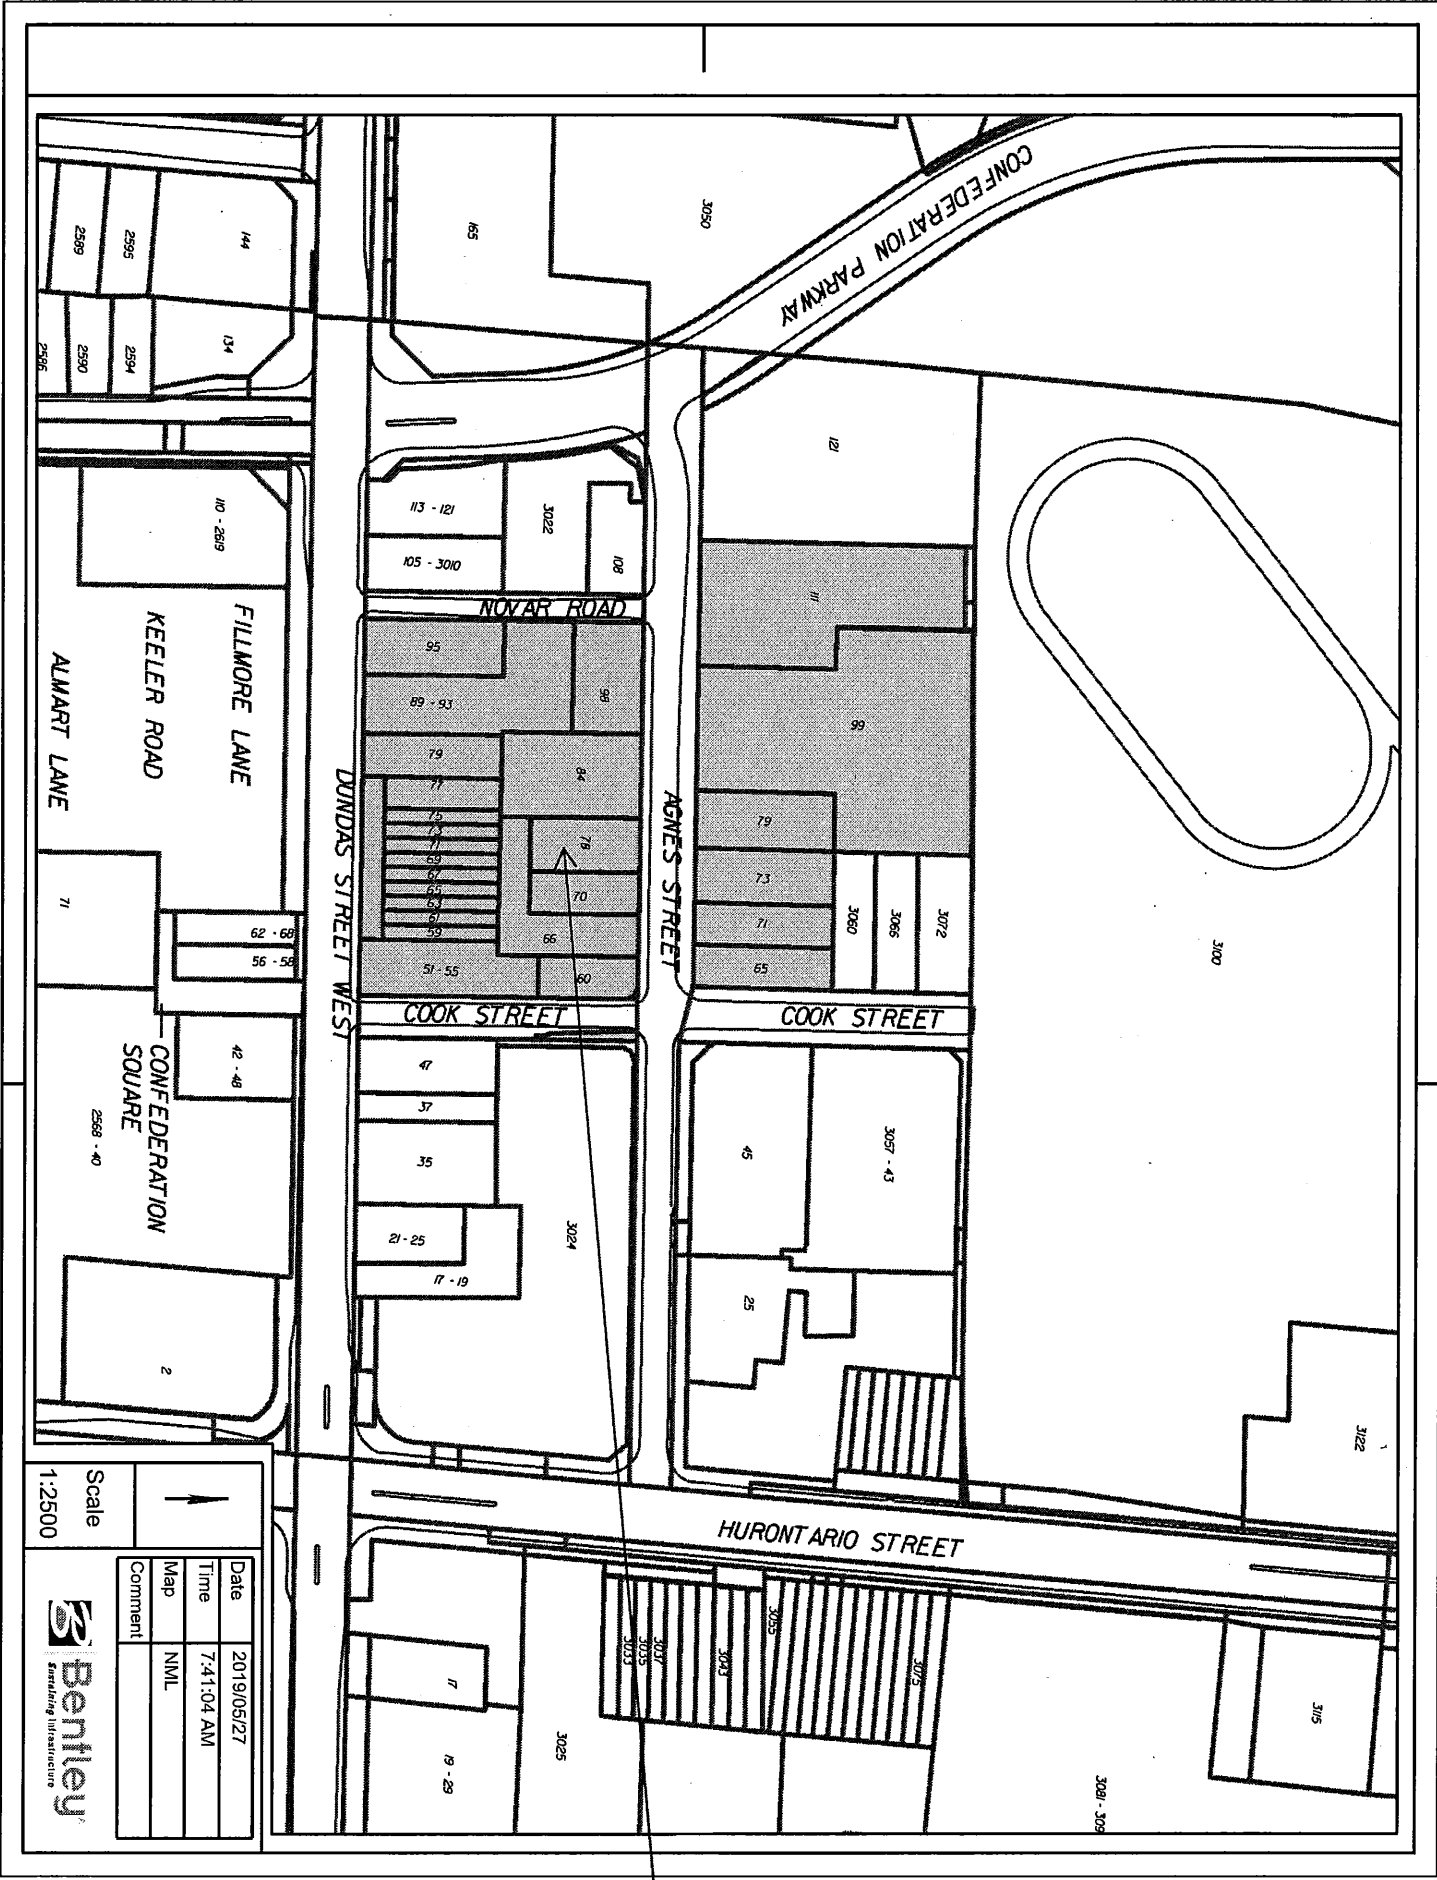 CONFEDERATION PARKWAY
3050
165
144
2595
2589
134
2594
2590
2586
121
113 - 121
3022
108
105 - 3010
110 - 2619
NOVAR ROAD
FILLMORE LANE
KEELER ROAD
ALMART LANE
111
99
95
98
89 - 93
79
84
77
75
73
71
69
67
65
63
61
59
78
70
66
51 - 55
60
79
73
71
65
3060
3066
3072
3100
DUNDAS STREET WEST
AGNES STREET
71
62 - 68
56 - 58
COOK STREET
COOK STREET
CONFEDERATION
SQUARE
42 - 48
2568 - 40
47
37
35
21 - 25
17 - 19
3024
45
3057 - 43
25
2
3122
HURONTARIO STREET
3033
3035
3037
3043
3055
3075
3115
17
19 - 29
3025
3081 - 309
Scale
1:2500
Date 2019/05/27
Time 7:41:04 AM
Map NML
Comment
Bentley
Sustaining Infrastructure